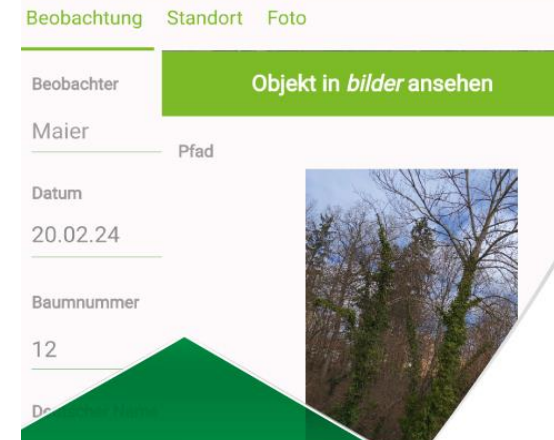 Beobachtung Standort Foto
Objekt in bilder ansehen
Beobachter
Maier
Pfad
Datum
20.02.24
Baumnummer
12